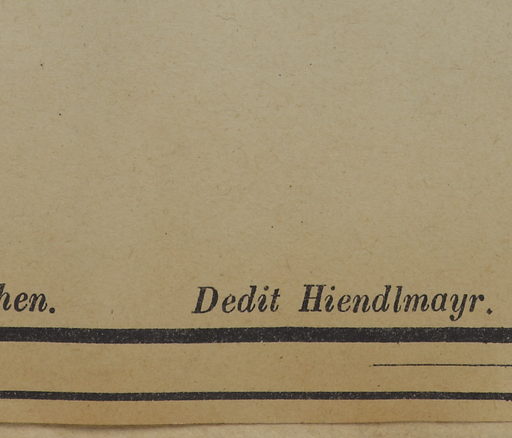 hen. Dedit Hiendlmayr.